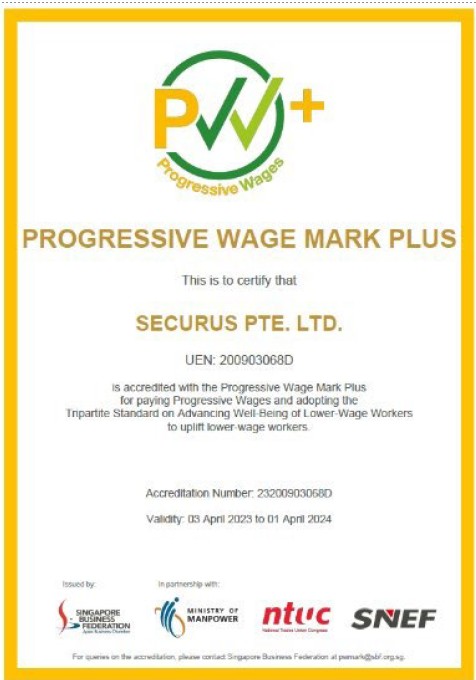 PW+
Progressive Wages
PROGRESSIVE WAGE MARK PLUS
This is to certify that
SECURUS PTE. LTD.
UEN: 200903068D
is accredited with the Progressive Wage Mark Plus
for paying Progressive Wages and adopting the
Tripartite Standard on Advancing Well-Being of Lower-Wage Workers
to uplift lower-wage workers.
Accreditation Number: 23200903068D
Validity: 03 April 2023 to 01 April 2024
Issued by:
In partnership with:
SINGAPORE
BUSINESS
FEDERATION
Apex Business Chamber
MINISTRY OF
MANPOWER
ntuc
National Trades Union Congress
SNEF
For queries on the accreditation, please contact Singapore Business Federation at pwmark@sbf.org.sg.